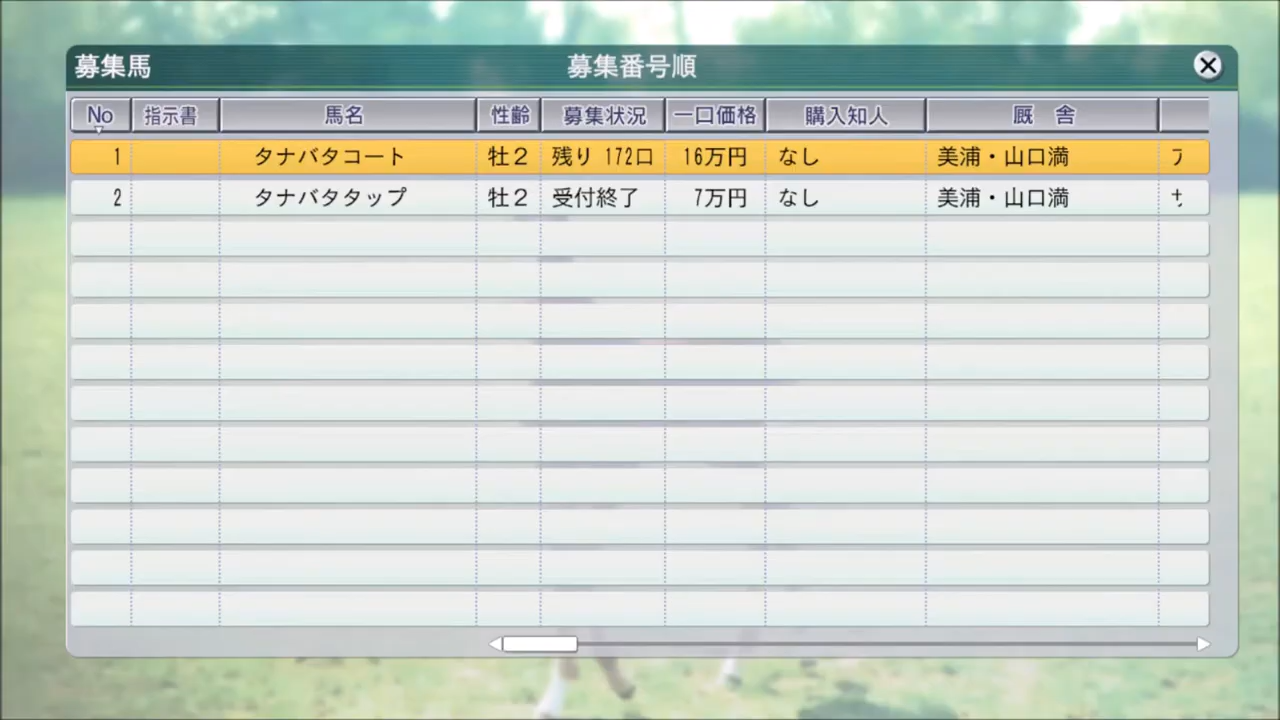 募集馬 募集番号順
No 指示書 馬名 性齢 募集状況 一口価格 購入知人 厩 舎
1 タナバタコート 牡2 残り 172口 16万円 なし 美浦・山口満
2 タナバタタップ 牡2 受付終了 7万円 なし 美浦・山口満